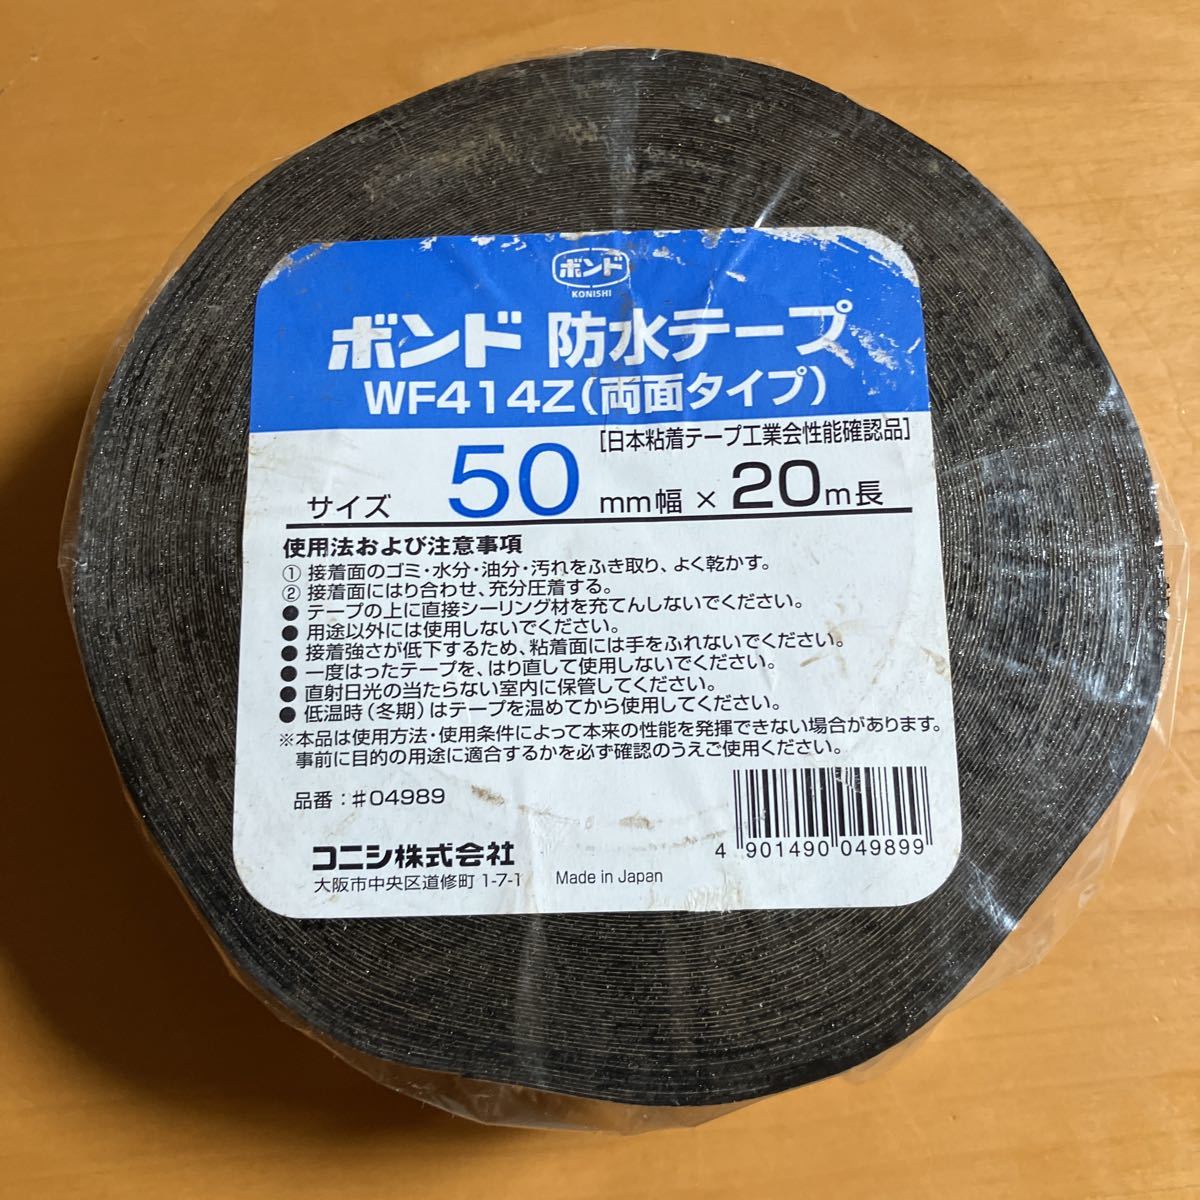 ボンド
KONISHI
ボンド 防水テープ
WF414Z(両面タイプ)
[日本粘着テープ工業会性能確認品]
サイズ 50mm幅 × 20m長
使用法および注意事項
① 接着面のゴミ・水分・油分・汚れをふき取り、よく乾かす。
② 接着面にはり合わせ、充分圧着する。
● テープの上に直接シーリング材を充てんしないでください。
● 用途以外には使用しないでください。
● 接着強さが低下するため、粘着面には手をふれないでください。
● 一度はったテープを、はり直して使用しないでください。
● 直射日光の当たらない室内に保管してください。
● 低温時(冬期)はテープを温めてから使用してください。
※本品は使用方法・使用条件によって本来の性能を発揮できない場合があります。
事前に目的の用途に適合するかを必ず確認のうえご使用ください。
品番:♯04989
4 901490 049899
コニシ株式会社
大阪市中央区道修町 1-7-1 Made in Japan